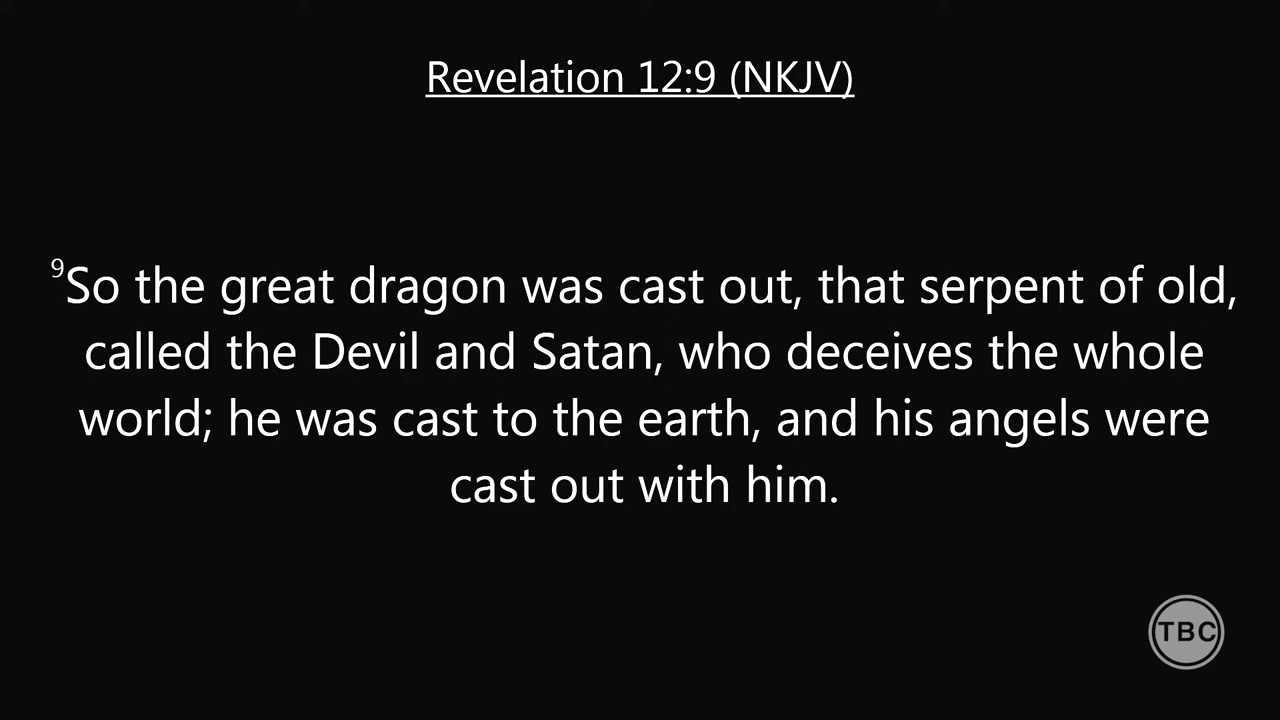 Revelation 12:9 (NKJV)
9So the great dragon was cast out, that serpent of old,
called the Devil and Satan, who deceives the whole
world; he was cast to the earth, and his angels were
cast out with him.
TBC